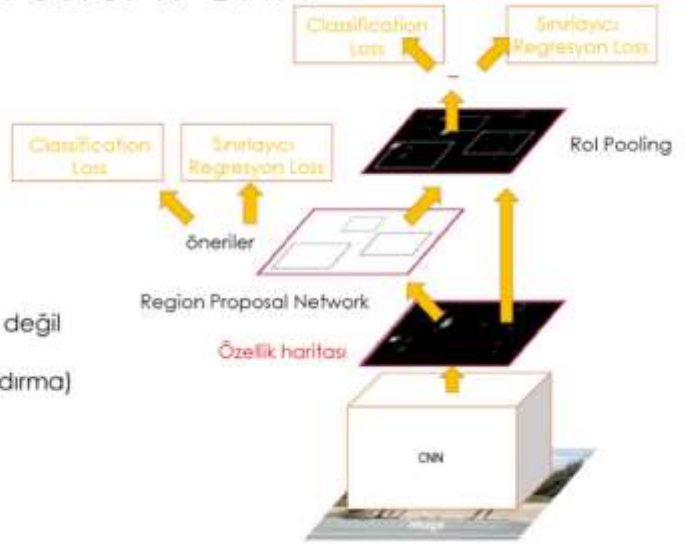 Classification
Loss
Sınırlayıcı
Regresyon Loss
Classification
Loss
Sınırlayıcı
Regresyon Loss
RoI Pooling
öneriler
Region Proposal Network
değil
Özellik haritası
dırma)
CNN
Image